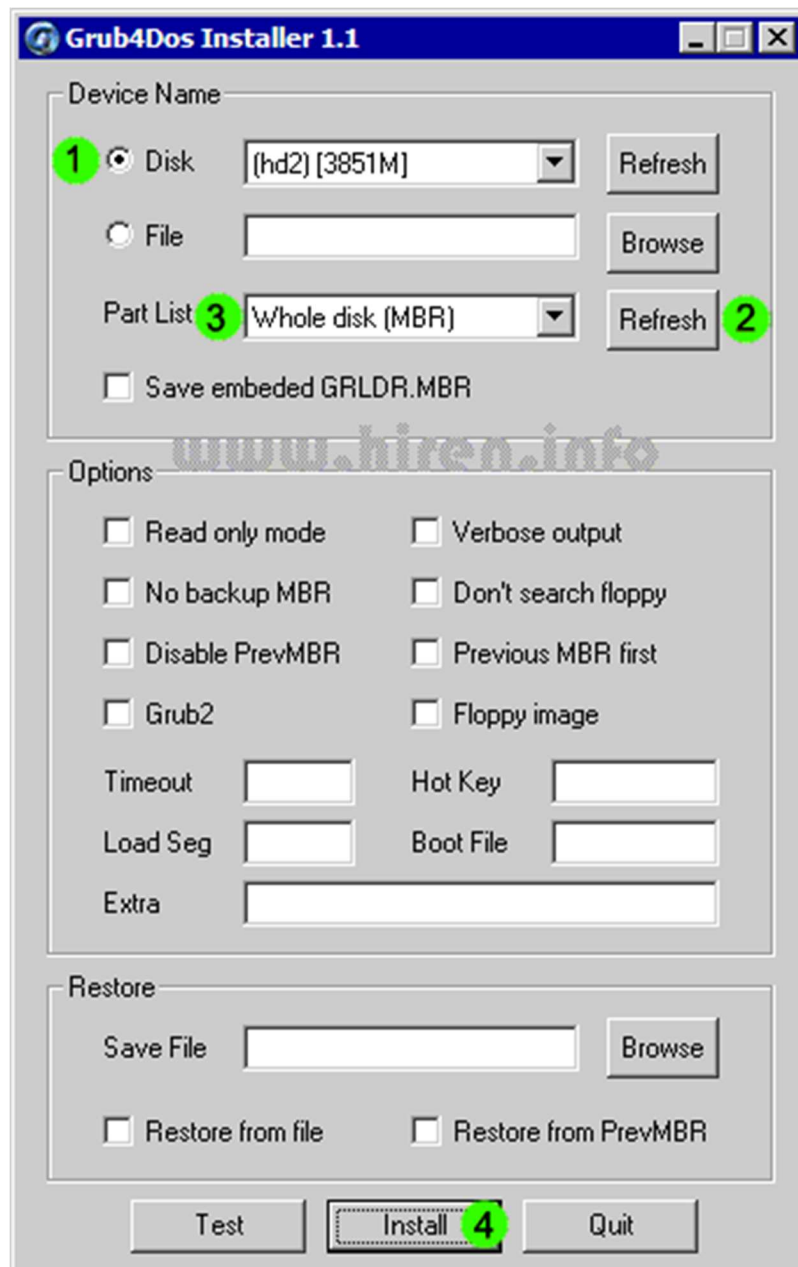 Grub4Dos Installer 1.1
Device Name
1 Disk (hd2) [3851M] Refresh
File Browse
Part List 3 Whole disk (MBR) Refresh 2
Save embeded GRLDR.MBR
www.hiren.info
Options
Read only mode Verbose output
No backup MBR Don't search floppy
Disable PrevMBR Previous MBR first
Grub2 Floppy image
Timeout Hot Key
Load Seg Boot File
Extra
Restore
Save File Browse
Restore from file Restore from PrevMBR
Test Install 4 Quit